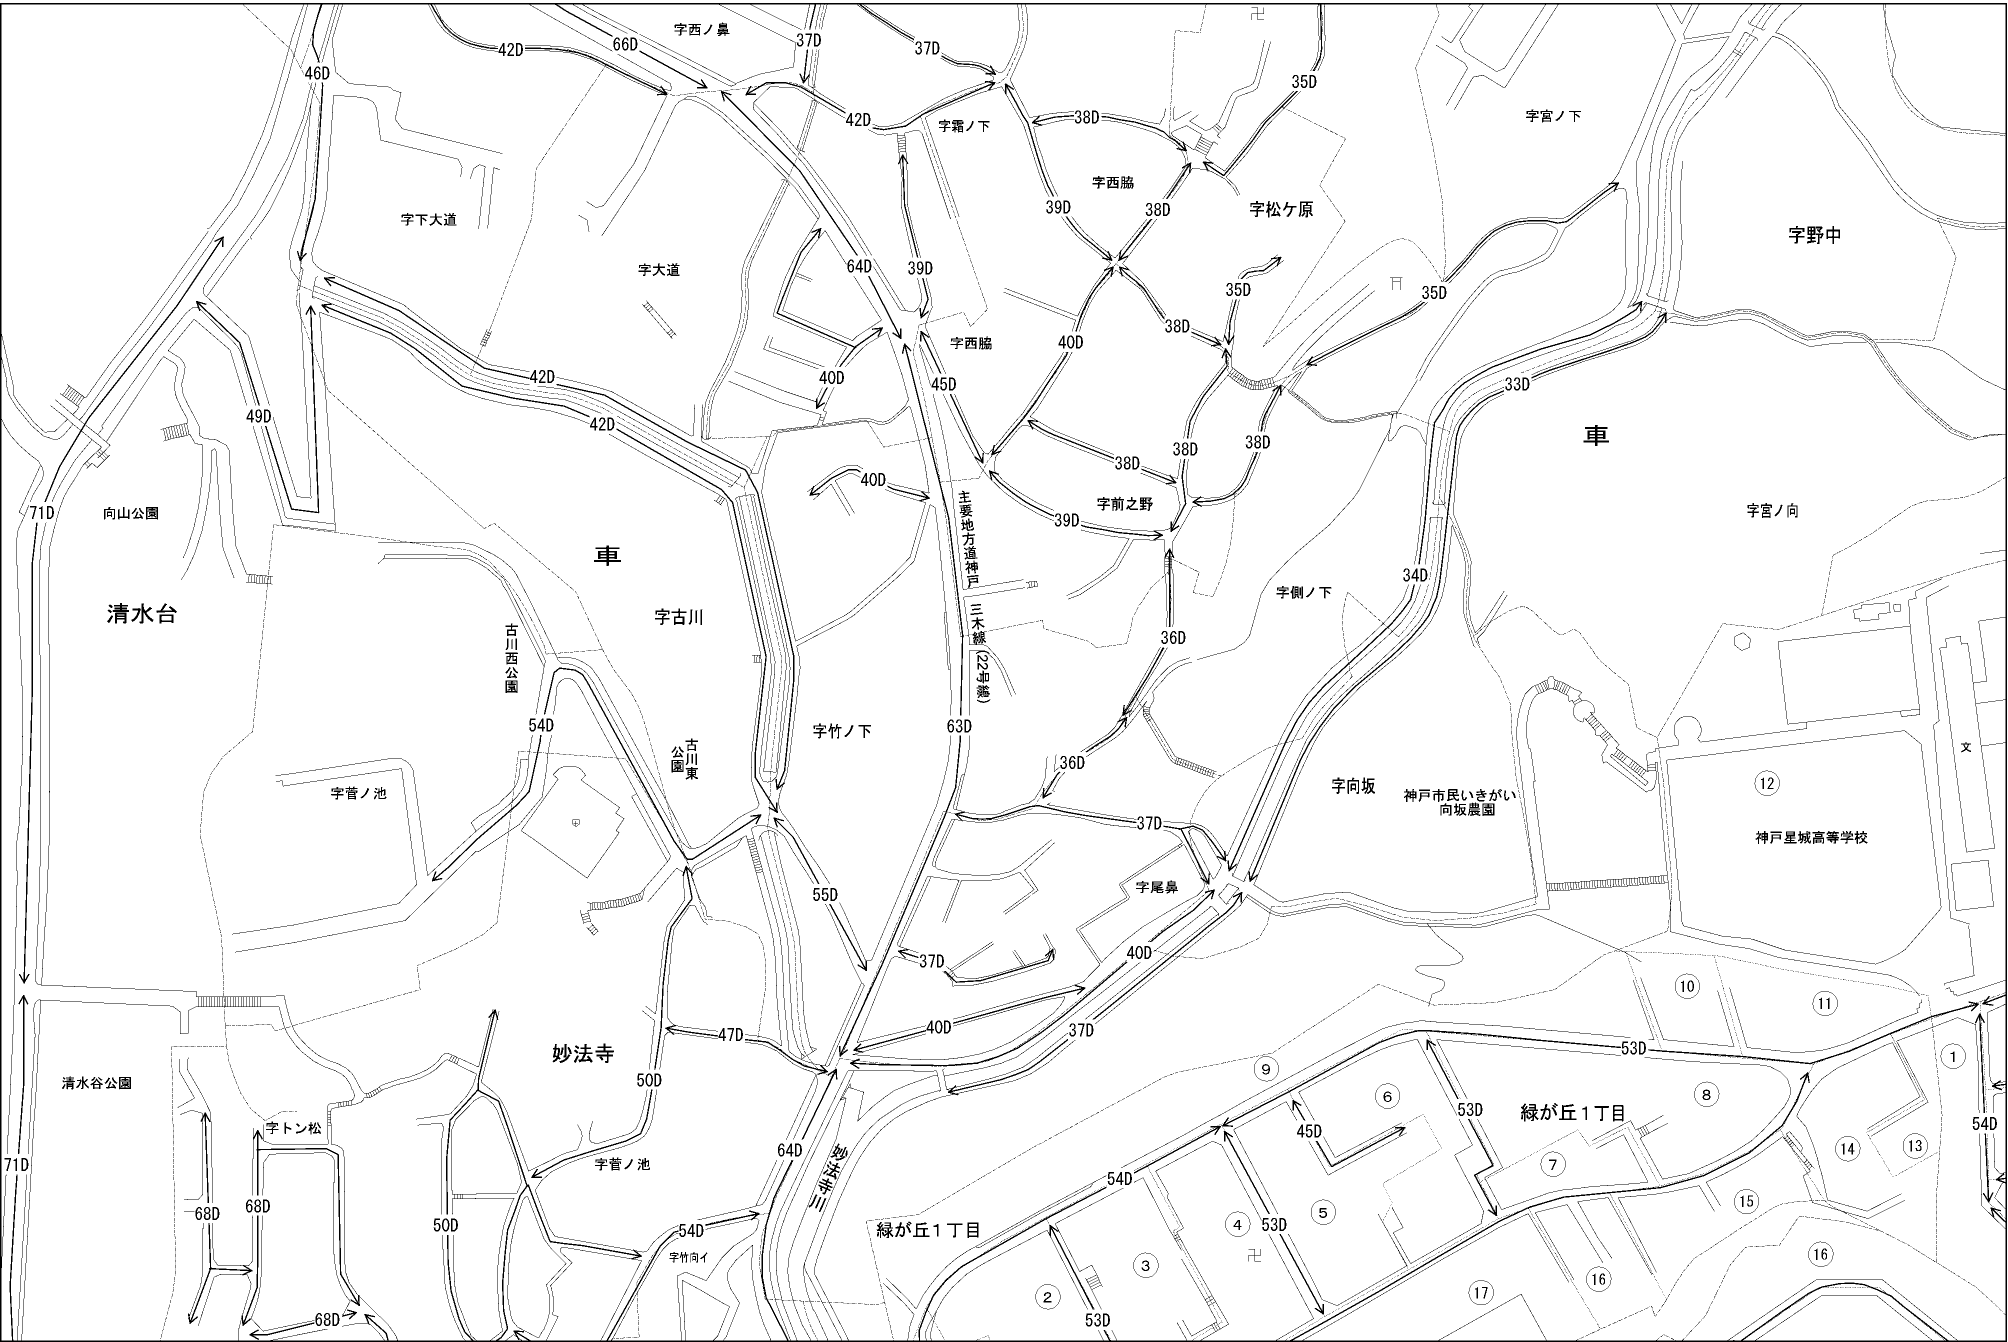 字西ノ鼻
66D
37D
42D
37D
46D
35D
42D
字霜ノ下
38D
字宮ノ下
字下大道
字西脇
39D
38D
字松ケ原
字野中
字大道
64D
39D
35D
35D
38D
字西脇
40D
40D
45D
42D
33D
49D
42D
38D
38D
38D
車
40D
71D
向山公園
主要地方道神戸三木線(22号線)
字前之野
39D
字宮ノ向
車
34D
字側ノ下
清水台
字古川
古川西公園
36D
54D
63D
字竹ノ下
古川東公園
36D
文
字菅ノ池
字向坂
神戸市民いきがい
向坂農園
⑫
37D
神戸星城高等学校
55D
字尾鼻
37D
40D
⑩
⑪
47D
40D
37D
53D
妙法寺
①
⑨
清水谷公園
50D
⑥
⑧
53D
緑が丘1丁目
54D
字トン松
45D
⑭
⑬
64D
妙法寺川
71D
字菅ノ池
⑦
54D
⑮
68D
68D
50D
54D
緑が丘1丁目
④
53D
⑤
字竹向イ
③
⑯
⑯
②
⑰
68D
53D